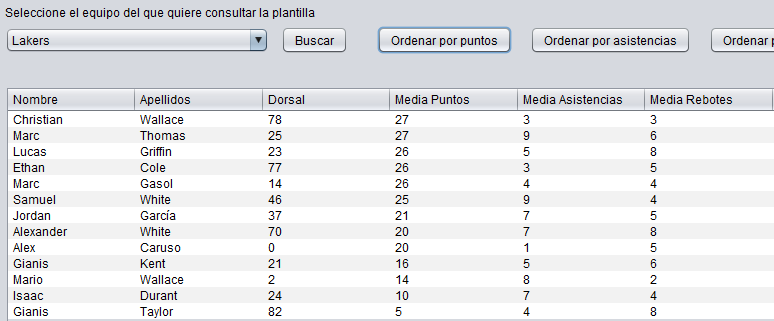 Seleccione el equipo del que quiere consultar la plantilla
Lakers Buscar Ordenar por puntos Ordenar por asistencias Ordenar
Nombre Apellidos Dorsal Media Puntos Media Asistencias Media Rebotes
Christian Wallace 78 27 3 3
Marc Thomas 25 27 9 6
Lucas Griffin 23 26 5 8
Ethan Cole 77 26 3 5
Marc Gasol 14 26 4 4
Samuel White 46 25 9 4
Jordan García 37 21 7 5
Alexander White 70 20 7 8
Alex Caruso 0 20 1 5
Gianis Kent 21 16 5 6
Mario Wallace 2 14 8 2
Isaac Durant 24 10 7 4
Gianis Taylor 82 5 4 8